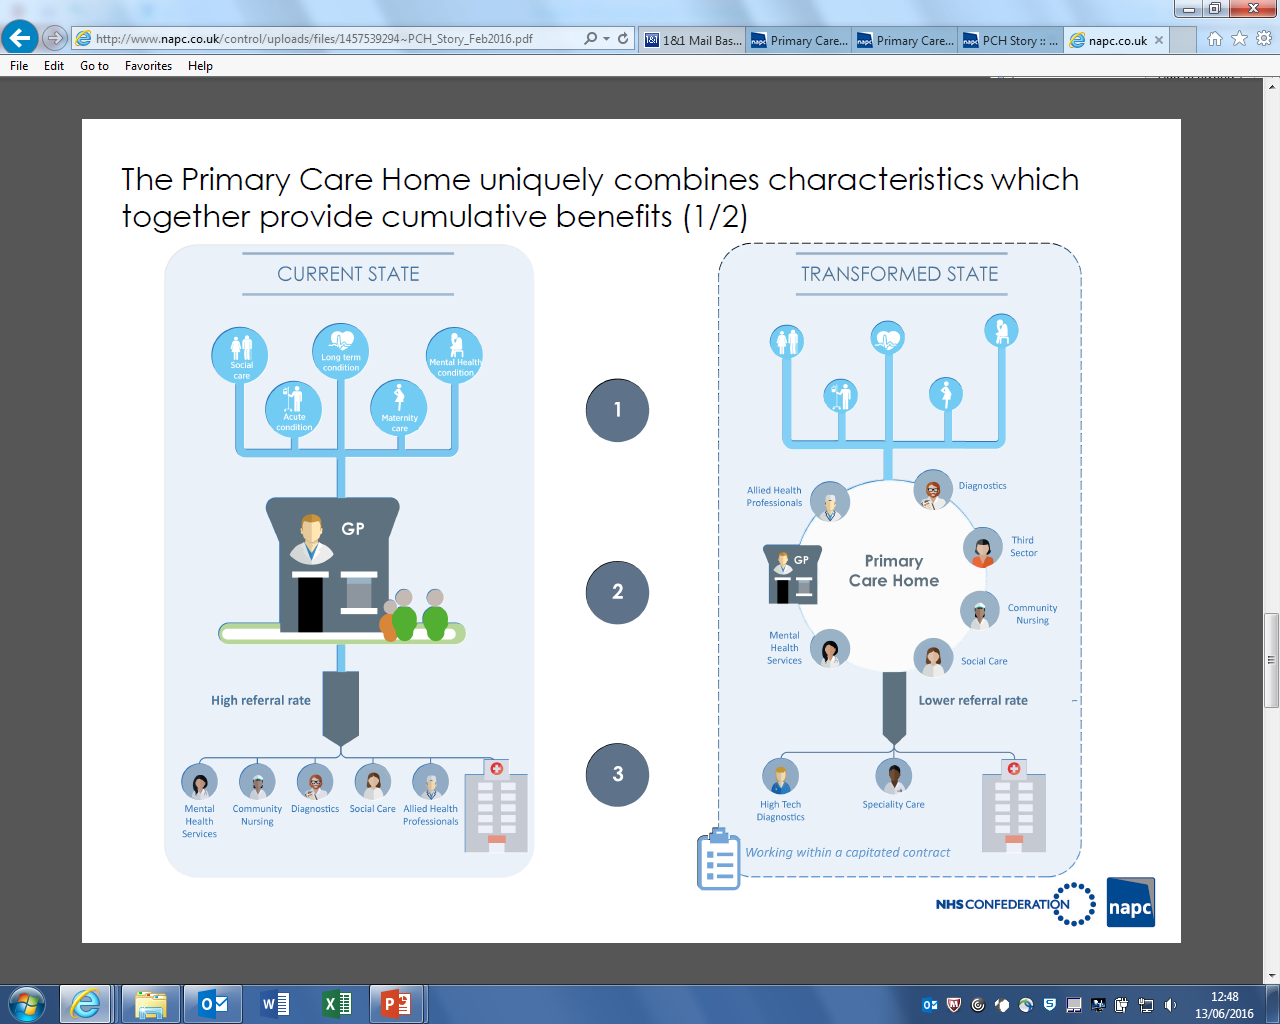 http://www.napc.co.uk/control/uploads/files/1457539294~PCH_Story_Feb2016.pdf
1&1 Mail Bas...
Primary Care...
Primary Care...
PCH Story :: ...
napc.co.uk
File Edit Go to Favorites Help
The Primary Care Home uniquely combines characteristics which
together provide cumulative benefits (1/2)
CURRENT STATE
Social
care
Long term
condition
Mental Health
condition
Acute
condition
Maternity
care
GP
High referral rate
Mental
Health
Services
Community
Nursing
Diagnostics
Social Care
Allied Health
Professionals
1
2
3
TRANSFORMED STATE
Allied Health
Professionals
Diagnostics
Third
Sector
GP
Primary
Care Home
Community
Nursing
Mental
Health
Services
Social Care
Lower referral rate
High Tech
Diagnostics
Speciality Care
Working within a capitated contract
NHS CONFEDERATION
napc
12:48
13/06/2016